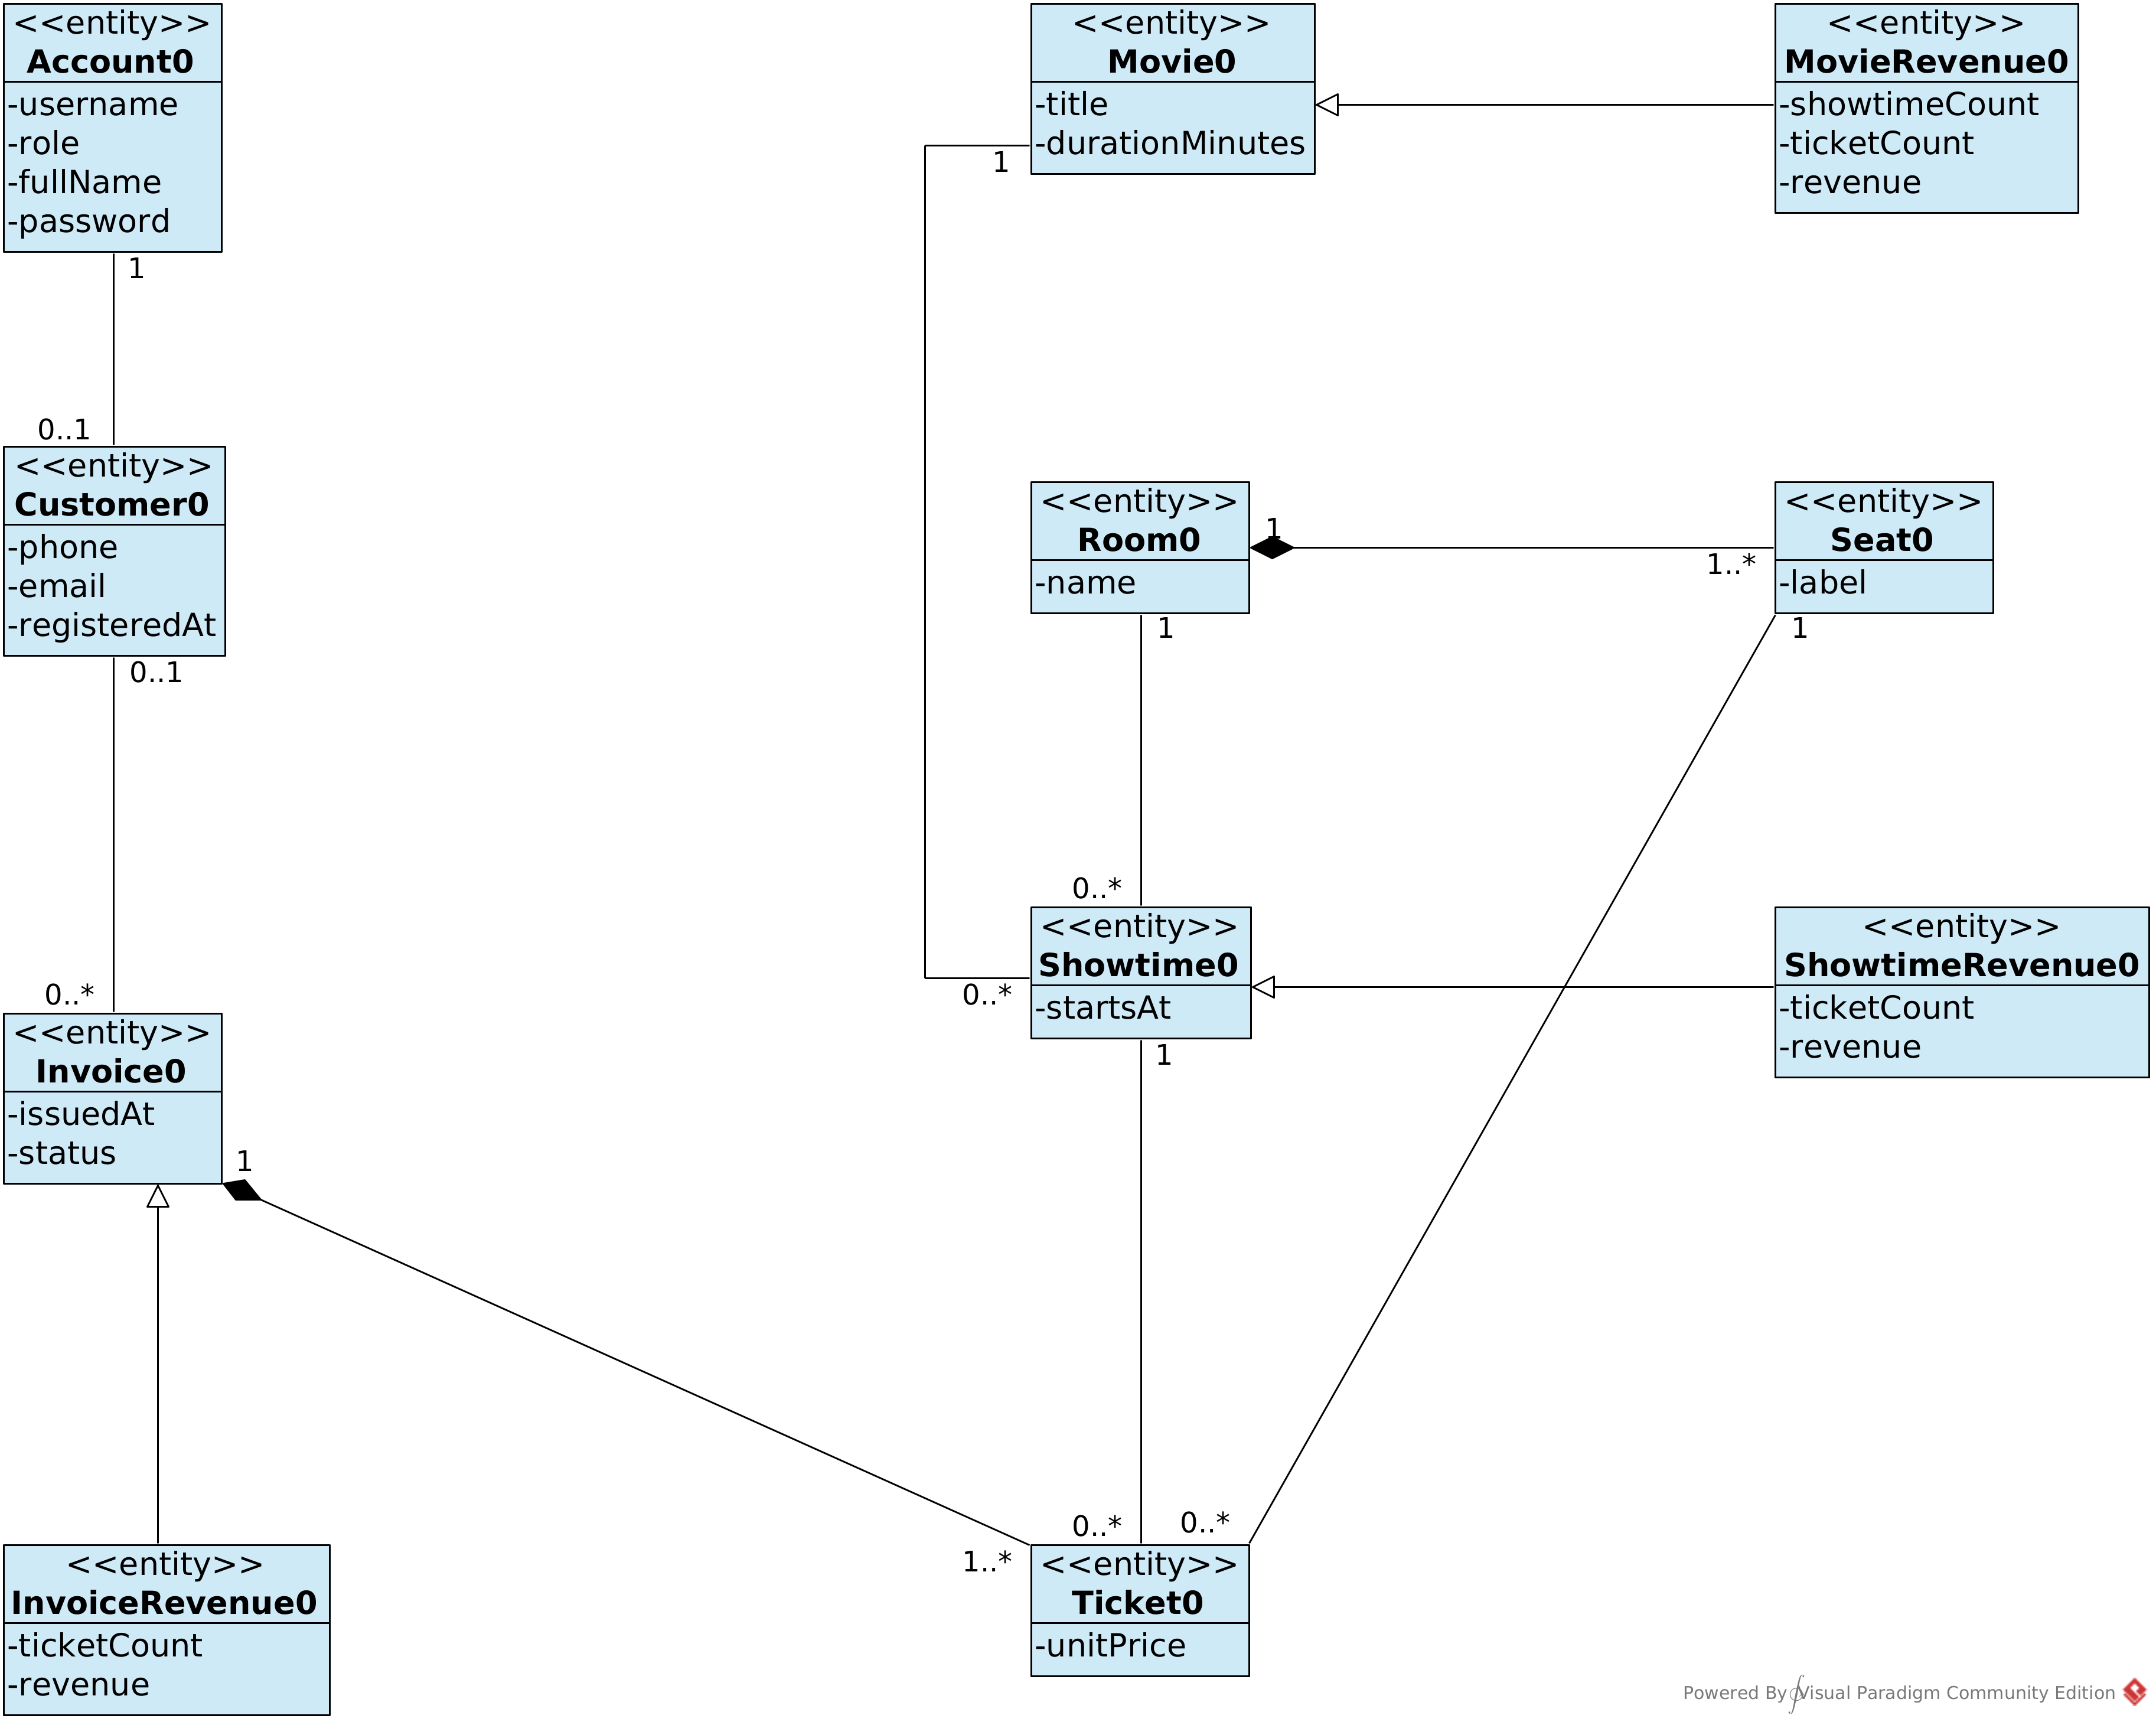 <<entity>>
Account0
-username
-role
-fullName
-password
1
0..1
<<entity>>
Customer0
-phone
-email
-registeredAt
0..1
0..*
<<entity>>
Invoice0
-issuedAt
-status
1
<<entity>>
InvoiceRevenue0
-ticketCount
-revenue
<<entity>>
Movie0
-title
-durationMinutes
1
<<entity>>
MovieRevenue0
-showtimeCount
-ticketCount
-revenue
<<entity>>
Room0
-name
1
1..*
1
<<entity>>
Seat0
-label
1
0..*
0..*
<<entity>>
Showtime0
-startsAt
1
<<entity>>
ShowtimeRevenue0
-ticketCount
-revenue
0..*
0..*
1..*
<<entity>>
Ticket0
-unitPrice
Powered By Visual Paradigm Community Edition